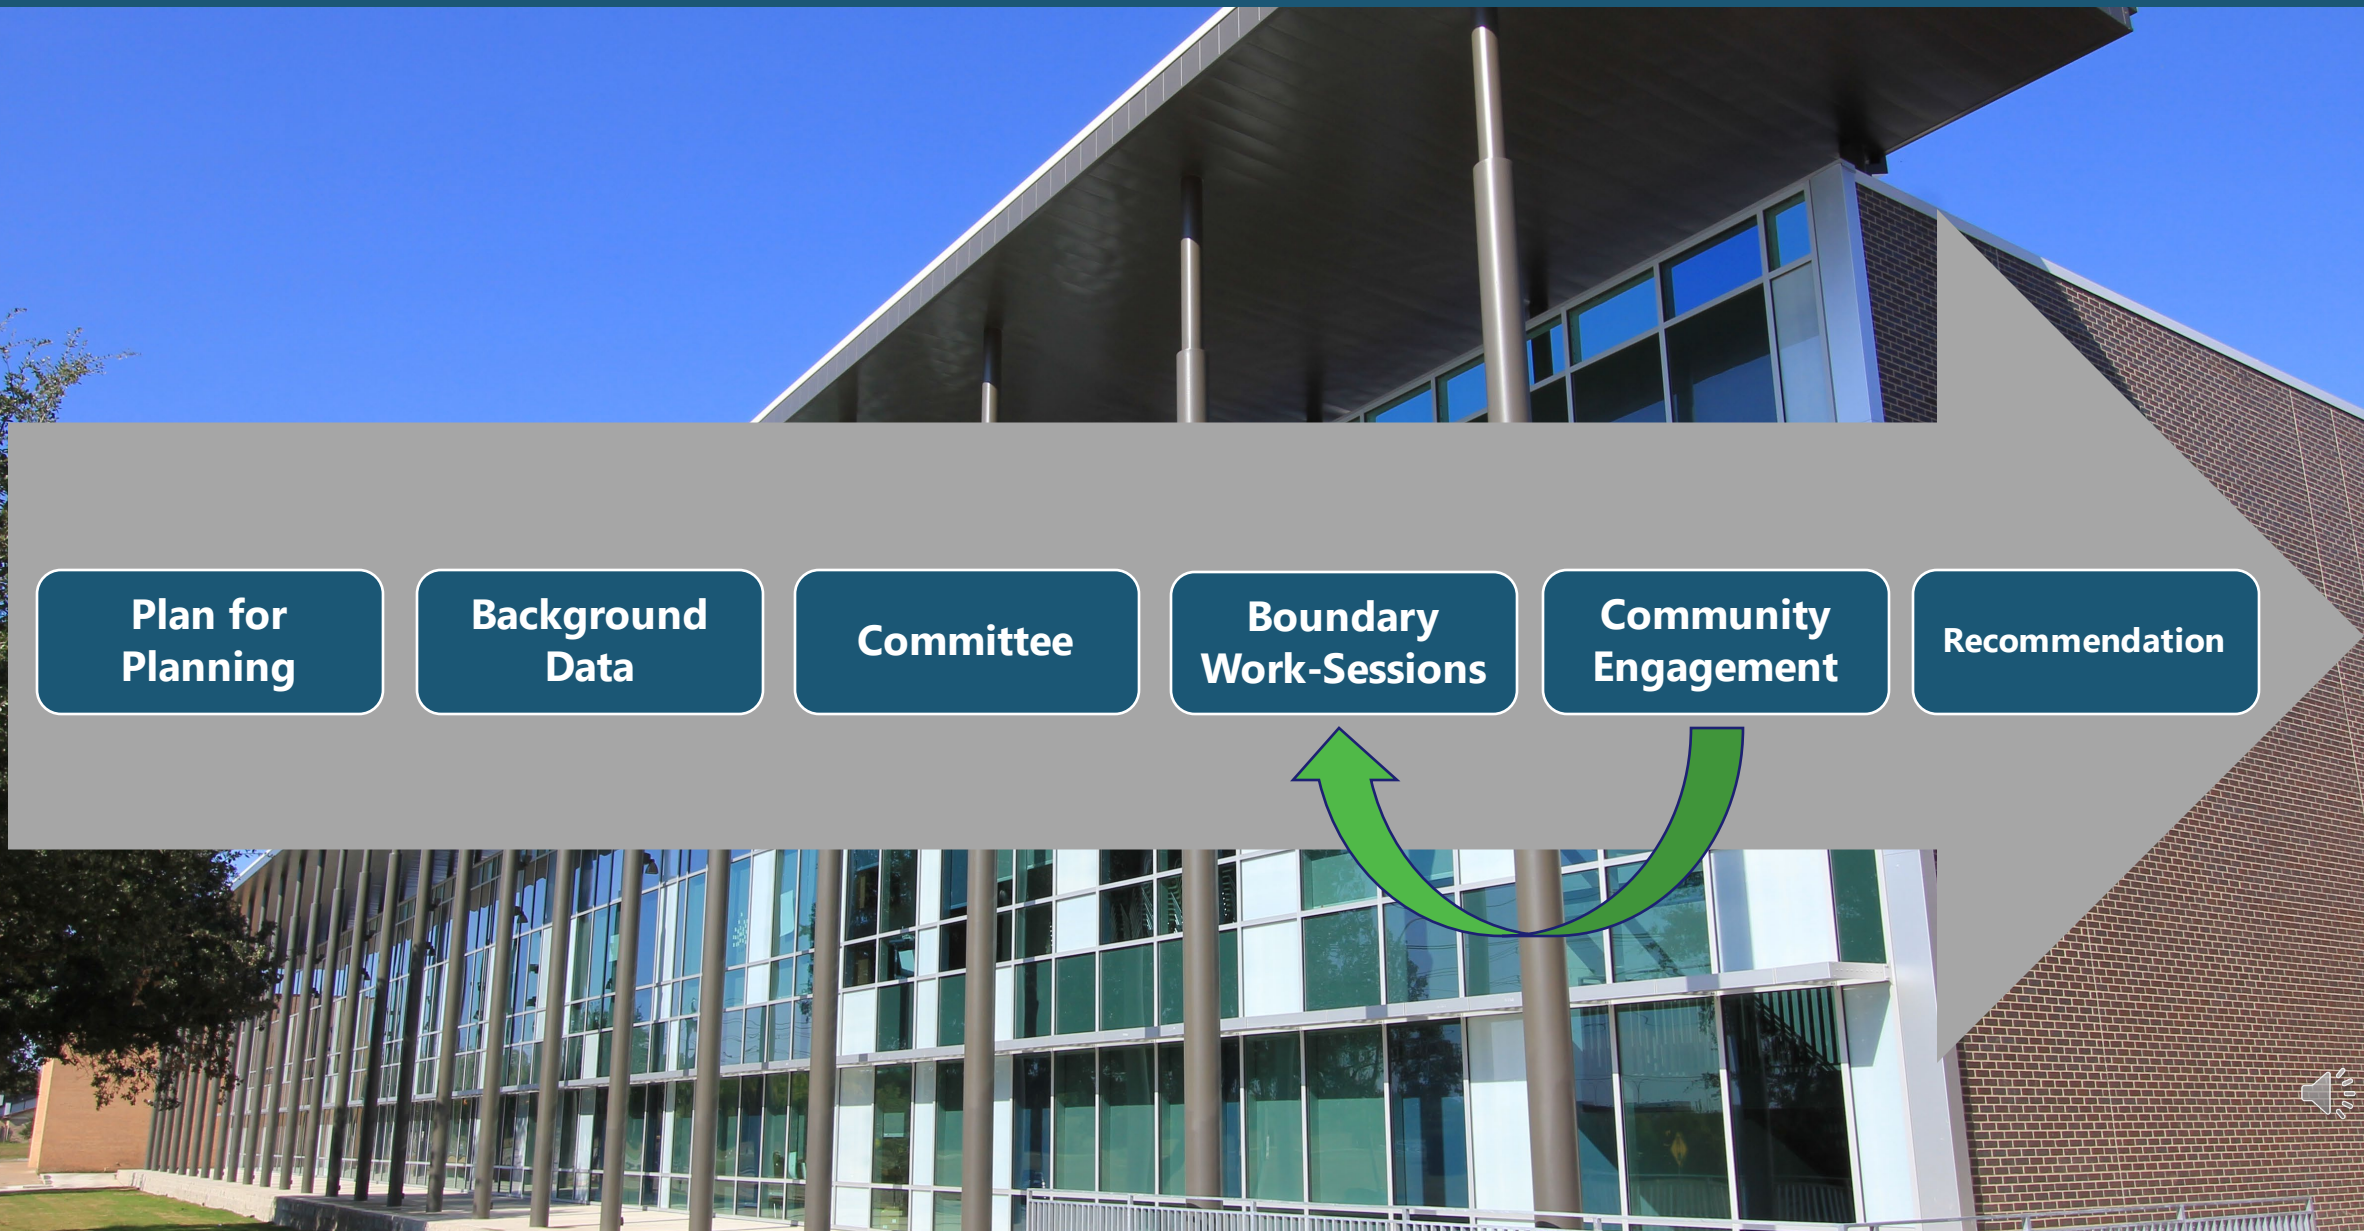 Plan for
Planning
Background
Data
Committee
Boundary
Work-Sessions
Community
Engagement
Recommendation